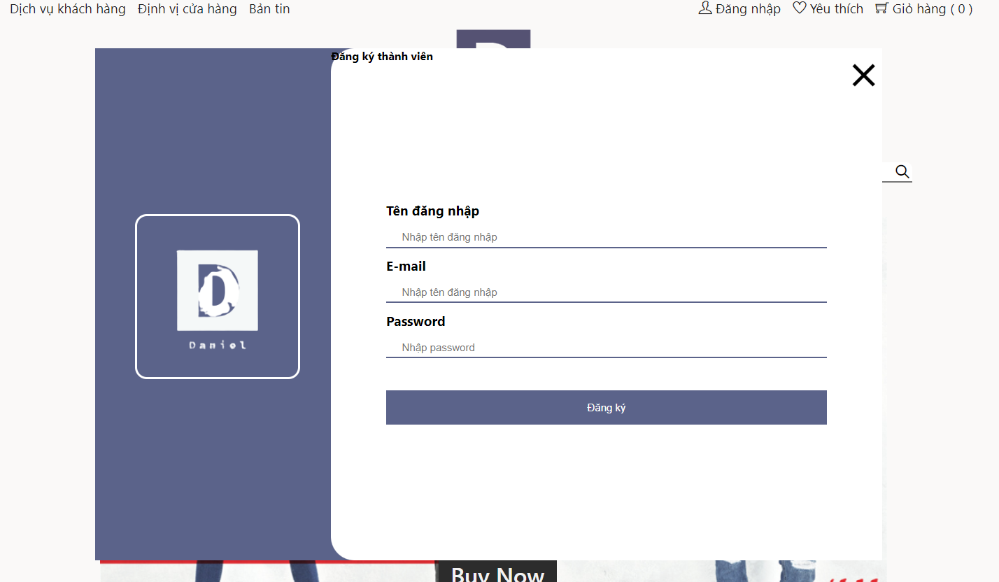 Dịch vụ khách hàng Định vị cửa hàng Bản tin Đăng nhập Yêu thích Giỏ hàng ( 0 )
Đăng ký thành viên
Tên đăng nhập
Nhập tên đăng nhập
E-mail
Nhập tên đăng nhập
Password
Nhập password
Đăng ký
D
Daniel
Buy Now